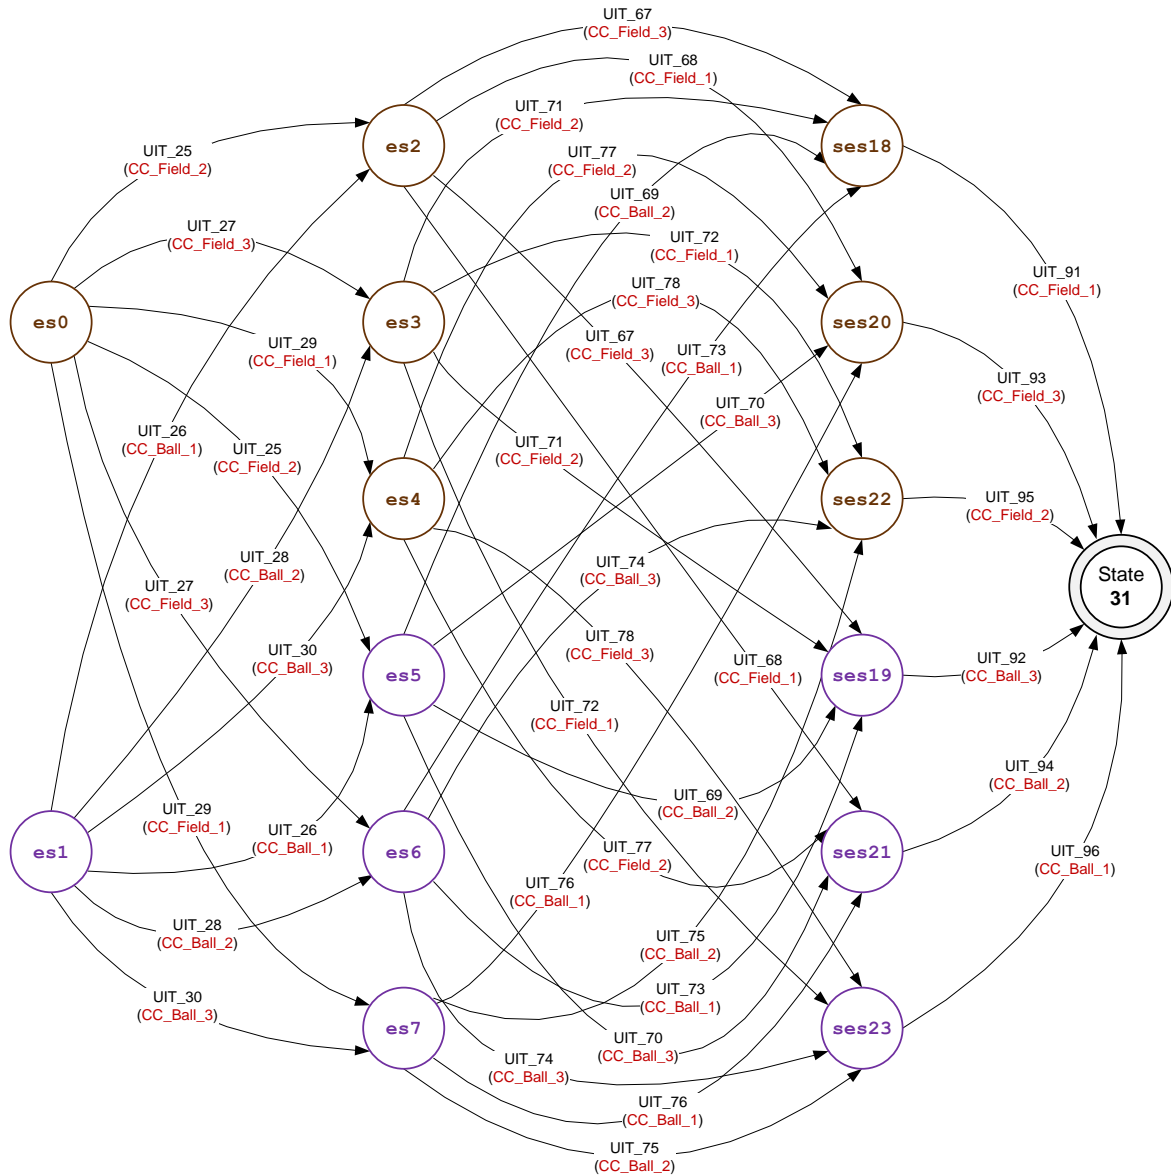 UIT_67
(CC_Field_3)
UIT_68
(CC_Field_1)
UIT_71
(CC_Field_2)
UIT_25
(CC_Field_2)
es2
ses18
UIT_77
(CC_Field_2)
UIT_69
(CC_Ball_2)
UIT_27
(CC_Field_3)
UIT_72
(CC_Field_1)
UIT_91
(CC_Field_1)
UIT_78
(CC_Field_3)
es0
es3
ses20
UIT_29
(CC_Field_1)
UIT_67
(CC_Field_3)
UIT_73
(CC_Ball_1)
UIT_93
(CC_Field_3)
UIT_70
(CC_Ball_3)
UIT_26
(CC_Ball_1)
UIT_25
(CC_Field_2)
UIT_71
(CC_Field_2)
es4
ses22
UIT_95
(CC_Field_2)
UIT_28
(CC_Ball_2)
UIT_74
(CC_Ball_3)
State
31
UIT_27
(CC_Field_3)
UIT_30
(CC_Ball_3)
UIT_78
(CC_Field_3)
UIT_68
(CC_Field_1)
es5
ses19
UIT_92
(CC_Ball_3)
UIT_72
(CC_Field_1)
UIT_94
(CC_Ball_2)
UIT_29
(CC_Field_1)
UIT_69
(CC_Ball_2)
UIT_26
(CC_Ball_1)
es1
es6
UIT_77
(CC_Field_2)
ses21
UIT_96
(CC_Ball_1)
UIT_76
(CC_Ball_1)
UIT_28
(CC_Ball_2)
UIT_75
(CC_Ball_2)
UIT_30
(CC_Ball_3)
UIT_73
(CC_Ball_1)
es7
ses23
UIT_70
(CC_Ball_3)
UIT_74
(CC_Ball_3)
UIT_76
(CC_Ball_1)
UIT_75
(CC_Ball_2)